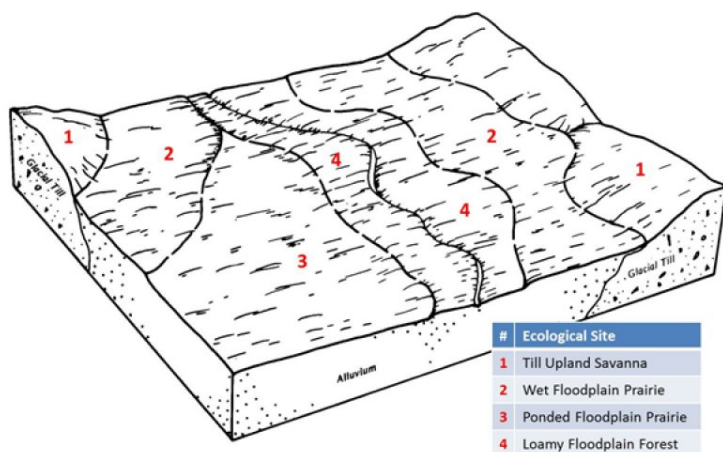 1
2
2
1
4
4
3
Glacial Till
Glacial Till
Alluvium
# Ecological Site
1 Till Upland Savanna
2 Wet Floodplain Prairie
3 Ponded Floodplain Prairie
4 Loamy Floodplain Forest